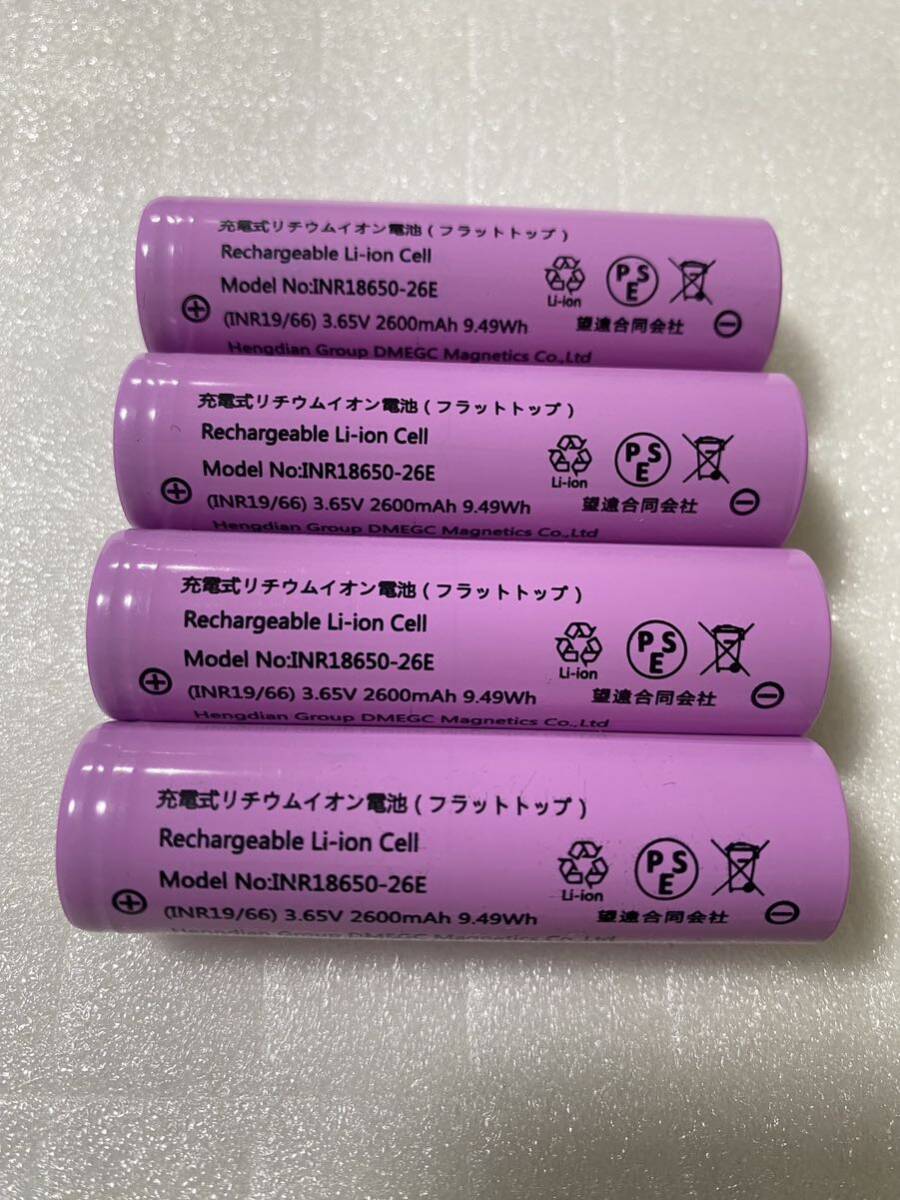 充電式リチウムイオン電池(フラットトップ)
Rechargeable Li-ion Cell
Model No:INR18650-26E
(INR19/66) 3.65V 2600mAh 9.49Wh
Hengdian Group DMEGC Magnetics Co.,Ltd
Li-ion
PSE
望遠合同会社
充電式リチウムイオン電池(フラットトップ)
Rechargeable Li-ion Cell
Model No:INR18650-26E
(INR19/66) 3.65V 2600mAh 9.49Wh
Hengdian Group DMEGC Magnetics Co.,Ltd
Li-ion
PSE
望遠合同会社
充電式リチウムイオン電池(フラットトップ)
Rechargeable Li-ion Cell
Model No:INR18650-26E
(INR19/66) 3.65V 2600mAh 9.49Wh
Hengdian Group DMEGC Magnetics Co.,Ltd
Li-ion
PSE
望遠合同会社
充電式リチウムイオン電池(フラットトップ)
Rechargeable Li-ion Cell
Model No:INR18650-26E
(INR19/66) 3.65V 2600mAh 9.49Wh
Hengdian Group DMEGC Magnetics Co.,Ltd
Li-ion
PSE
望遠合同会社